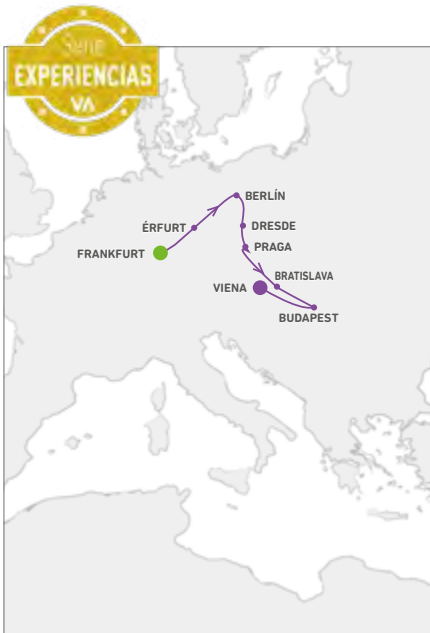 Serie
EXPERIENCIAS
VA
BERLÍN
ÉRFURT
DRESDE
PRAGA
FRANKFURT
BRATISLAVA
VIENA
BUDAPEST